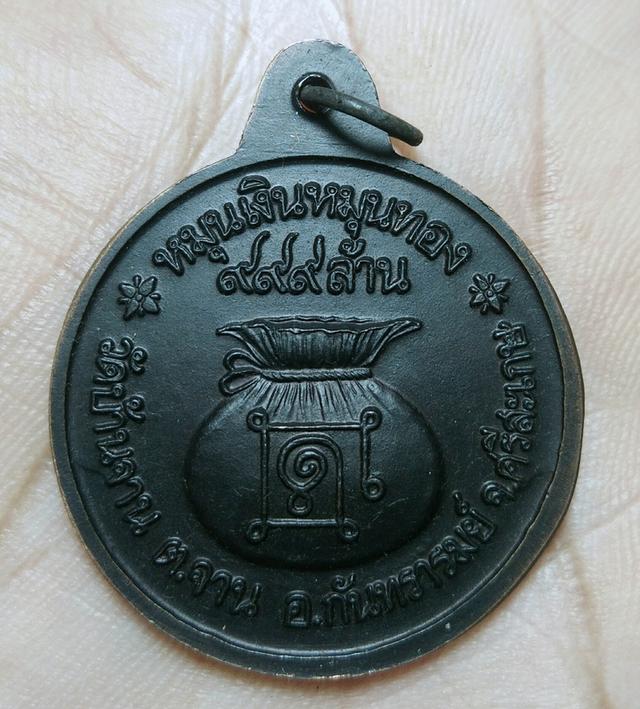 หมุนเงินหมุนทอง
๙๙๙ล้าน
วัดบ้านจาน ต.จาน อ.กันทรารมย์ จ.ศรีสะเกษ